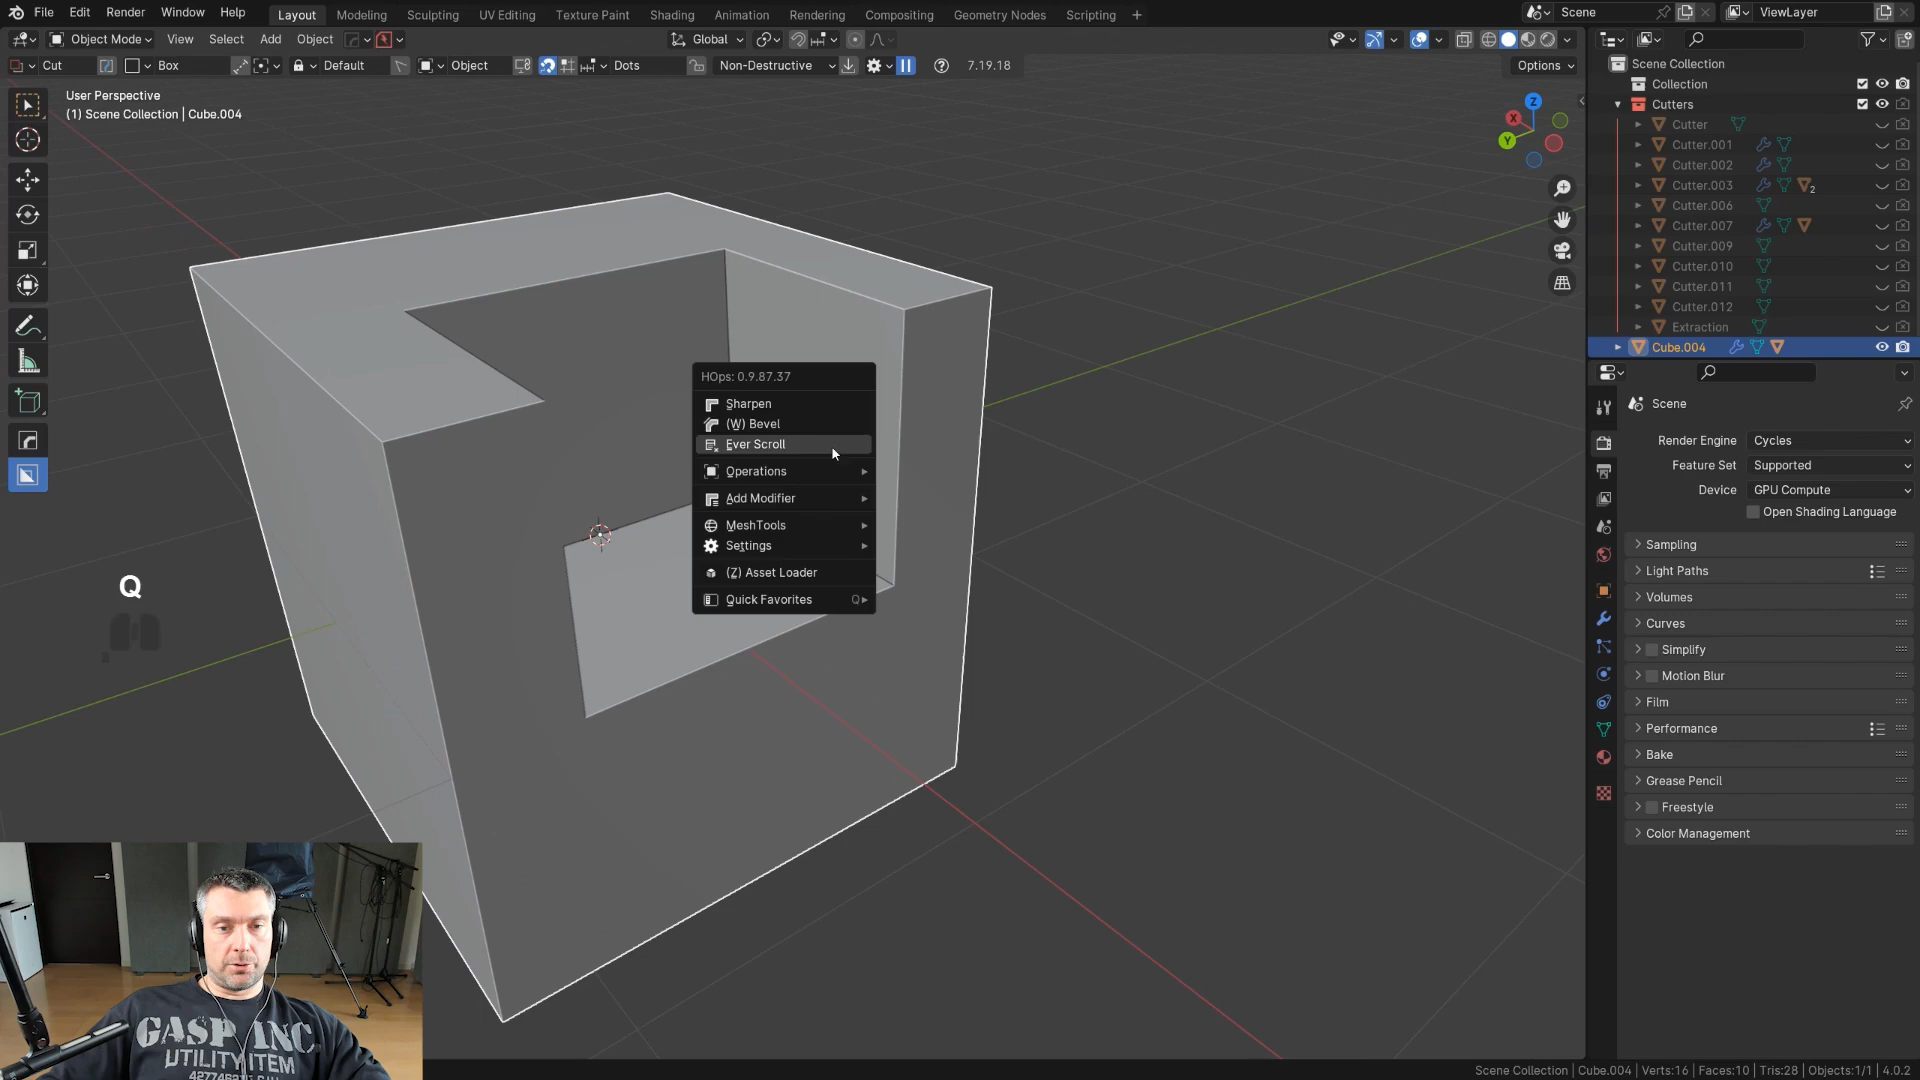 File Edit Render Window Help Layout Modeling Sculpting UV Editing Texture Paint Shading Animation Rendering Compositing Geometry Nodes Scripting + Scene ViewLayer
Object Mode View Select Add Object Global
Cut Box Default Object Dots Non-Destructive 7.19.18 Options
User Perspective
(1) Scene Collection | Cube.004
Z
X
Y
HOps: 0.9.87.37
Sharpen
(W) Bevel
Ever Scroll
Operations
Add Modifier
MeshTools
Settings
(Z) Asset Loader
Quick Favorites Q
Q
GASP INC.
UTILITY ITEM
Scene Collection
Collection
Cutters
Cutter
Cutter.001
Cutter.002
Cutter.003 2
Cutter.006
Cutter.007
Cutter.009
Cutter.010
Cutter.011
Cutter.012
Extraction
Cube.004
Scene
Render Engine Cycles
Feature Set Supported
Device GPU Compute
Open Shading Language
Sampling
Light Paths
Volumes
Curves
Simplify
Motion Blur
Film
Performance
Bake
Grease Pencil
Freestyle
Color Management
Scene Collection | Cube.004 | Verts:16 | Faces:10 | Tris:28 | Objects:1/1 | 4.0.2